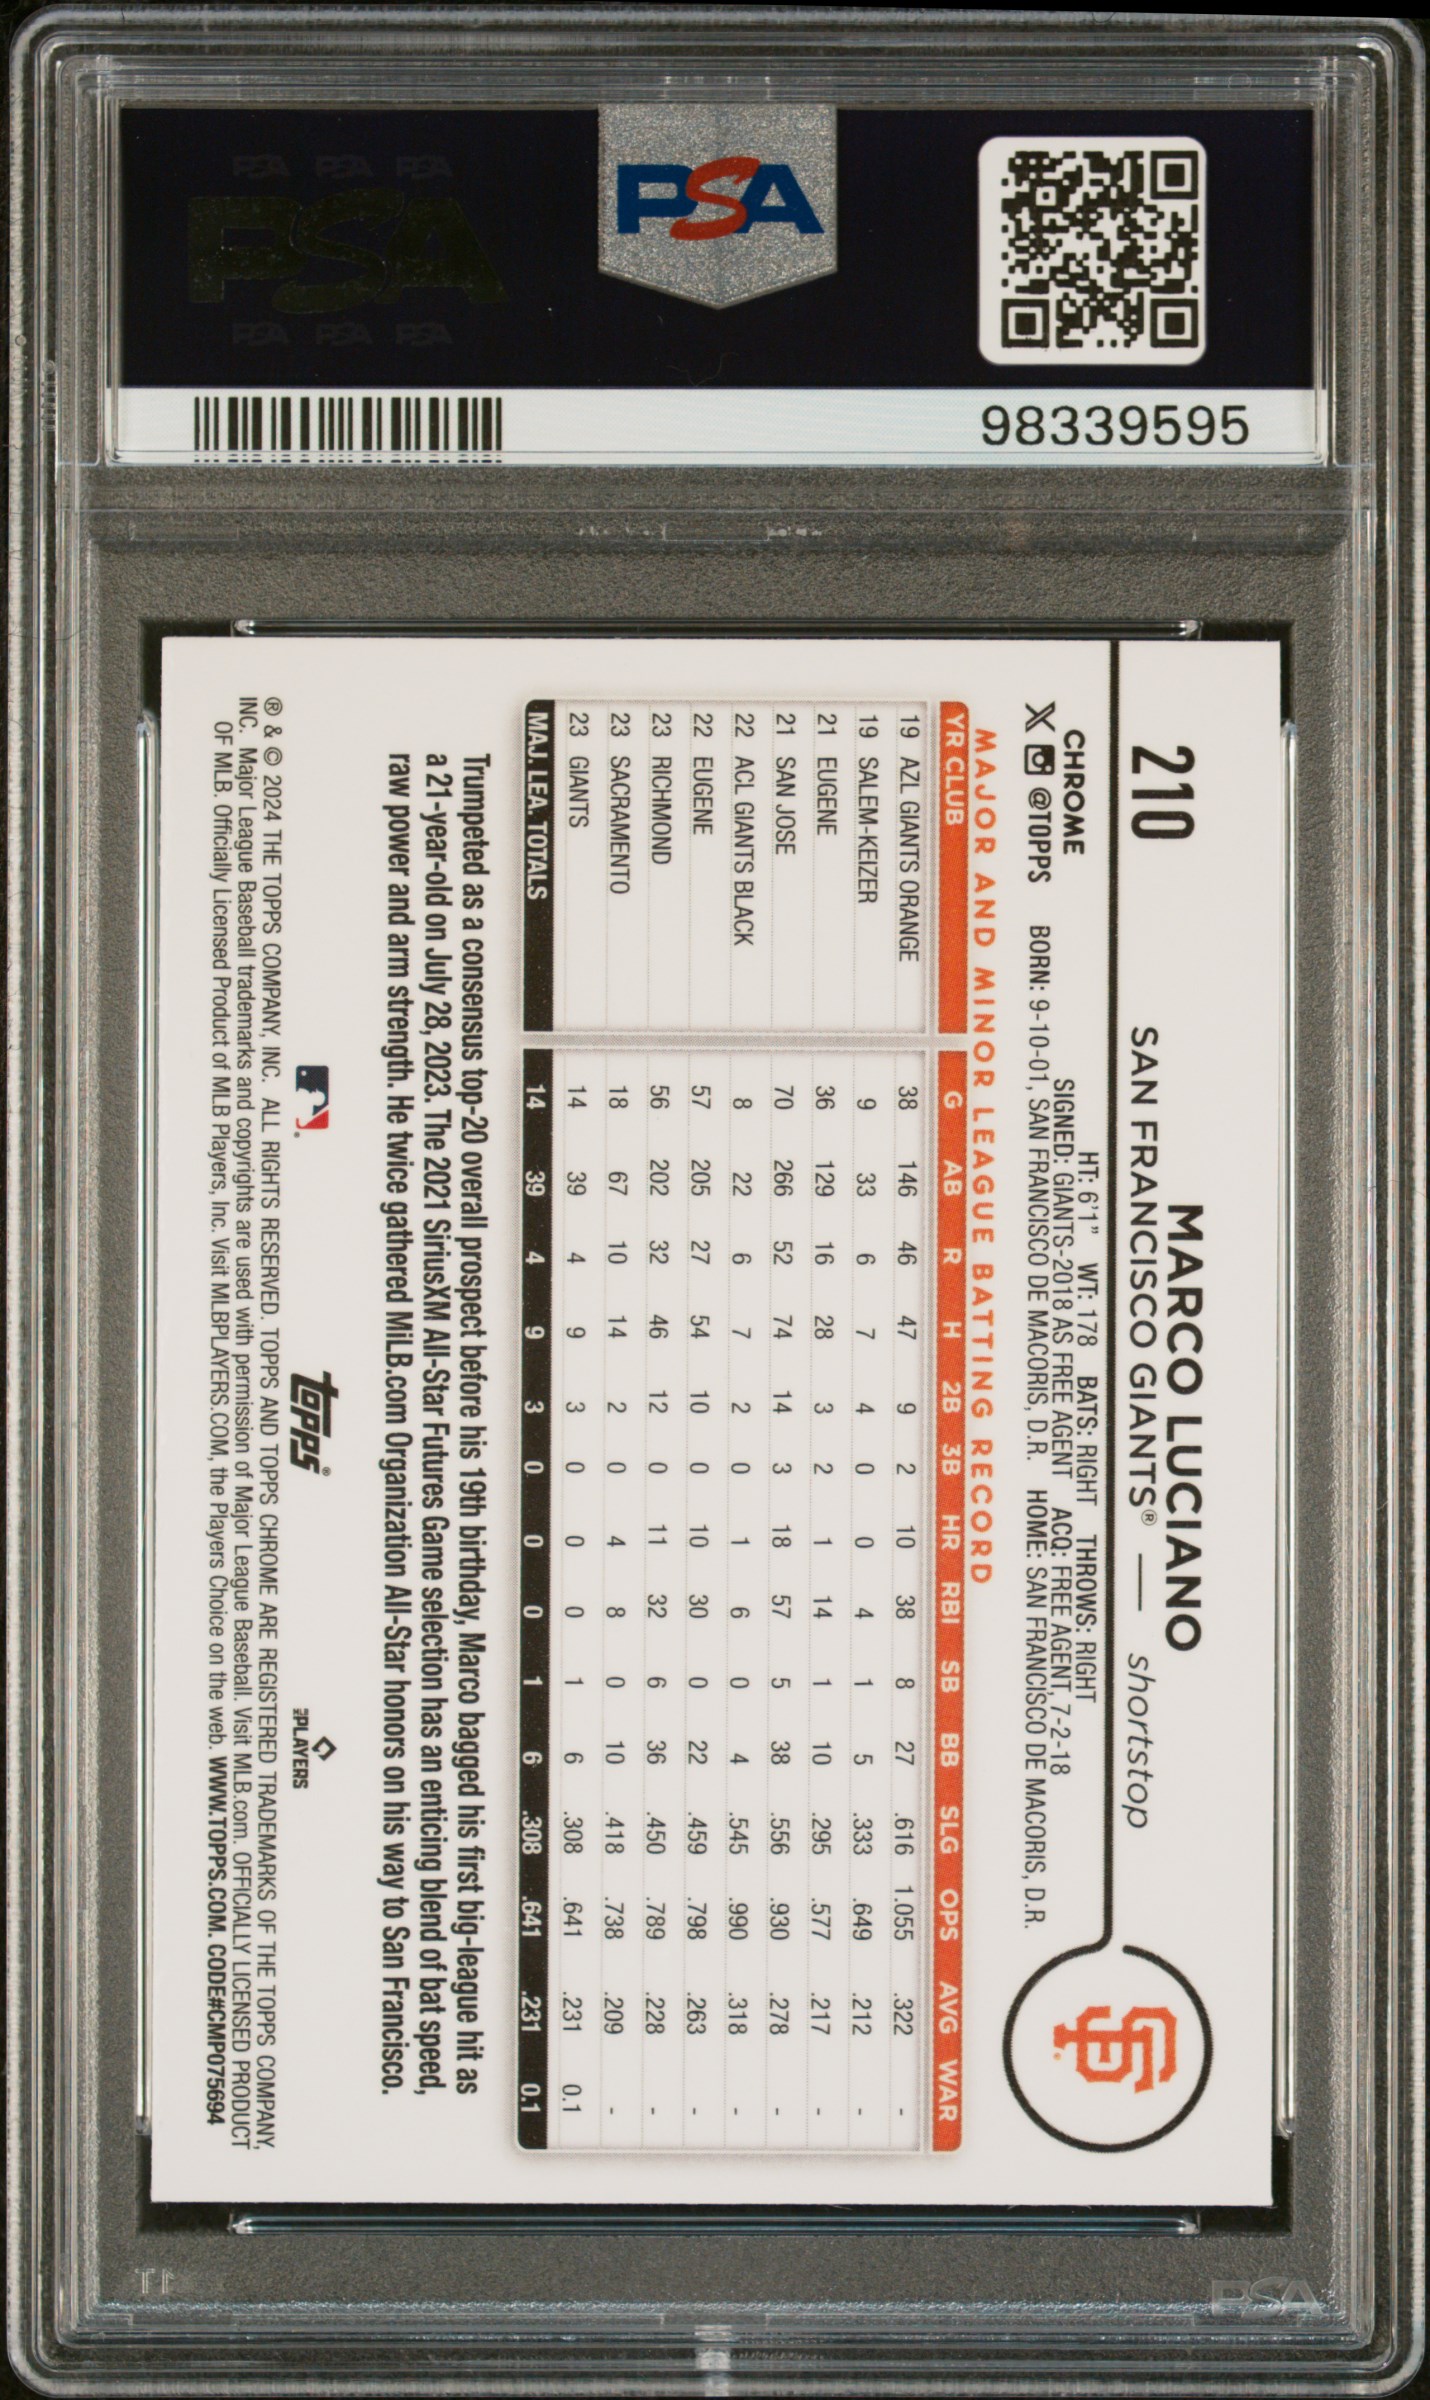 PSA PSA PSA
PSA
PSA PSA PSA
PSA
98339595
210
MARCO LUCIANO
SAN FRANCISCO GIANTS® — shortstop
SF
CHROME
@TOPPS
HT: 6'1" WT: 178 BATS: RIGHT THROWS: RIGHT
SIGNED: GIANTS-2018 AS FREE AGENT ACQ: FREE AGENT, 7-2-18
BORN: 9-10-01, SAN FRANCISCO DE MACORIS, D.R. HOME: SAN FRANCISCO DE MACORIS, D.R.
MAJOR AND MINOR LEAGUE BATTING RECORD
YR CLUB G AB R H 2B 3B HR RBI SB BB SLG OPS AVG WAR
19 AZL GIANTS ORANGE 38 146 46 47 9 2 10 38 8 27 .616 1.055 .322 -
19 SALEM-KEIZER 9 33 6 7 4 0 0 4 1 5 .333 .649 .212 -
21 EUGENE 36 129 16 28 3 2 1 14 1 10 .295 .577 .217 -
21 SAN JOSE 70 266 52 74 14 3 18 57 5 38 .556 .930 .278 -
22 ACL GIANTS BLACK 8 22 6 7 2 0 1 6 0 4 .545 .990 .318 -
22 EUGENE 57 205 27 54 10 0 10 30 0 22 .459 .798 .263 -
23 RICHMOND 56 202 32 46 12 0 11 32 6 36 .450 .789 .228 -
23 SACRAMENTO 18 67 10 14 2 0 4 8 0 10 .418 .738 .209 -
23 GIANTS 14 39 4 9 3 0 0 0 1 6 .308 .641 .231 0.1
MAJ. LEA. TOTALS 14 39 4 9 3 0 0 0 1 6 .308 .641 .231 0.1
Trumpeted as a consensus top-20 overall prospect before his 19th birthday, Marco bagged his first big-league hit as
a 21-year-old on July 28, 2023. The 2021 SiriusXM All-Star Futures Game selection has an enticing blend of bat speed,
raw power and arm strength. He twice gathered MiLB.com Organization All-Star honors on his way to San Francisco.
topps®
PLAYERS
® & © 2024 THE TOPPS COMPANY, INC. ALL RIGHTS RESERVED. TOPPS AND TOPPS CHROME ARE REGISTERED TRADEMARKS OF THE TOPPS COMPANY,
INC. Major League Baseball trademarks and copyrights are used with permission of Major League Baseball. Visit MLB.com. OFFICIALLY LICENSED PRODUCT
OF MLB. Officially Licensed Product of MLB Players, Inc. Visit MLBPLAYERS.COM, the Players Choice on the web. WWW.TOPPS.COM. CODE#CMP075694
PSA